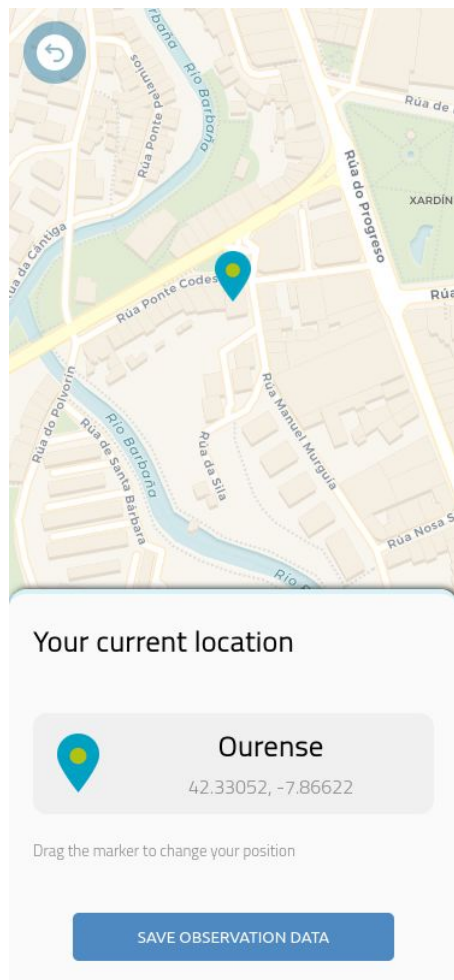 Barbaña
Río Barbaña
Rúa Ponte Pelamios
Rúa de
Rúa do Progreso
XARDÍN
Rúa da Cántiga
Rúa Ponte Codes
Rúa
Rúa do Polvorín
Río Barbaña
Rúa de Santa Bárbara
Rúa da Sila
Rúa Manuel Murguía
Rúa Nosa S
Río B
Your current location
Ourense
42.33052, -7.86622
Drag the marker to change your position
SAVE OBSERVATION DATA